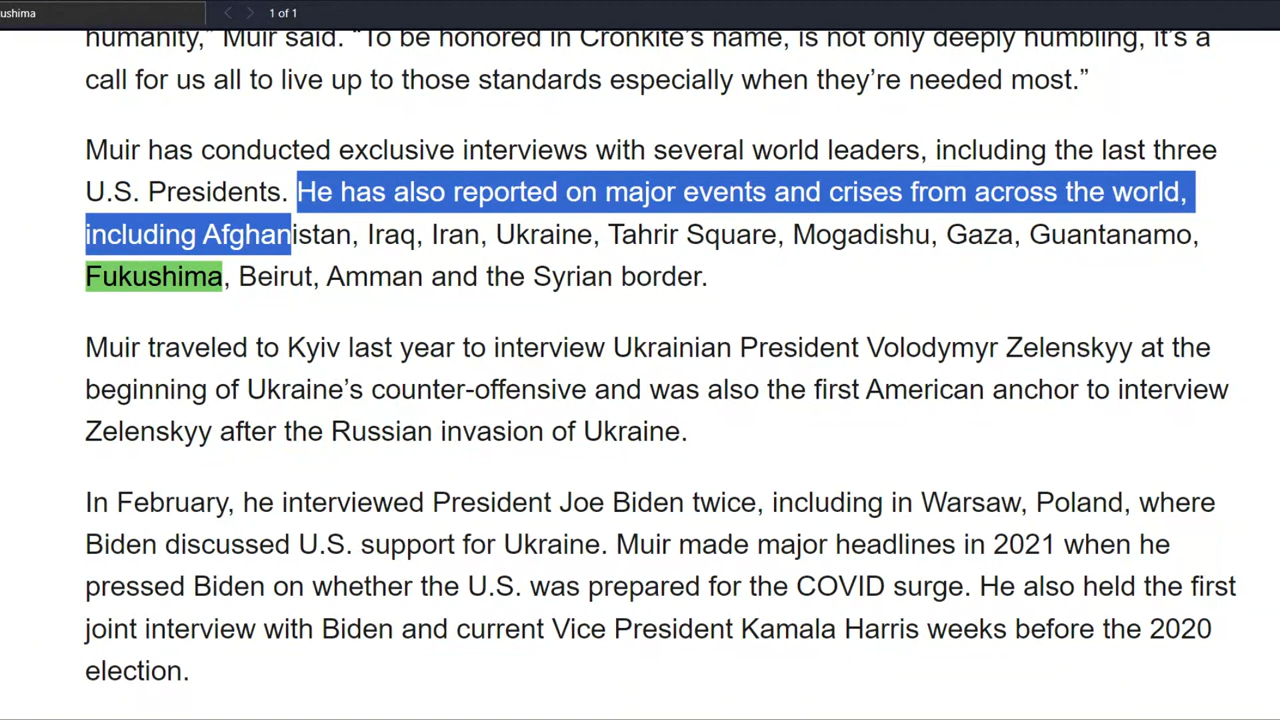 ushima
1 of 1
humanity,” Muir said. “To be honored in Cronkite’s name, is not only deeply humbling, it’s a
call for us all to live up to those standards especially when they’re needed most.”
Muir has conducted exclusive interviews with several world leaders, including the last three
U.S. Presidents. He has also reported on major events and crises from across the world,
including Afghanistan, Iraq, Iran, Ukraine, Tahrir Square, Mogadishu, Gaza, Guantanamo,
Fukushima, Beirut, Amman and the Syrian border.
Muir traveled to Kyiv last year to interview Ukrainian President Volodymyr Zelenskyy at the
beginning of Ukraine’s counter-offensive and was also the first American anchor to interview
Zelenskyy after the Russian invasion of Ukraine.
In February, he interviewed President Joe Biden twice, including in Warsaw, Poland, where
Biden discussed U.S. support for Ukraine. Muir made major headlines in 2021 when he
pressed Biden on whether the U.S. was prepared for the COVID surge. He also held the first
joint interview with Biden and current Vice President Kamala Harris weeks before the 2020
election.